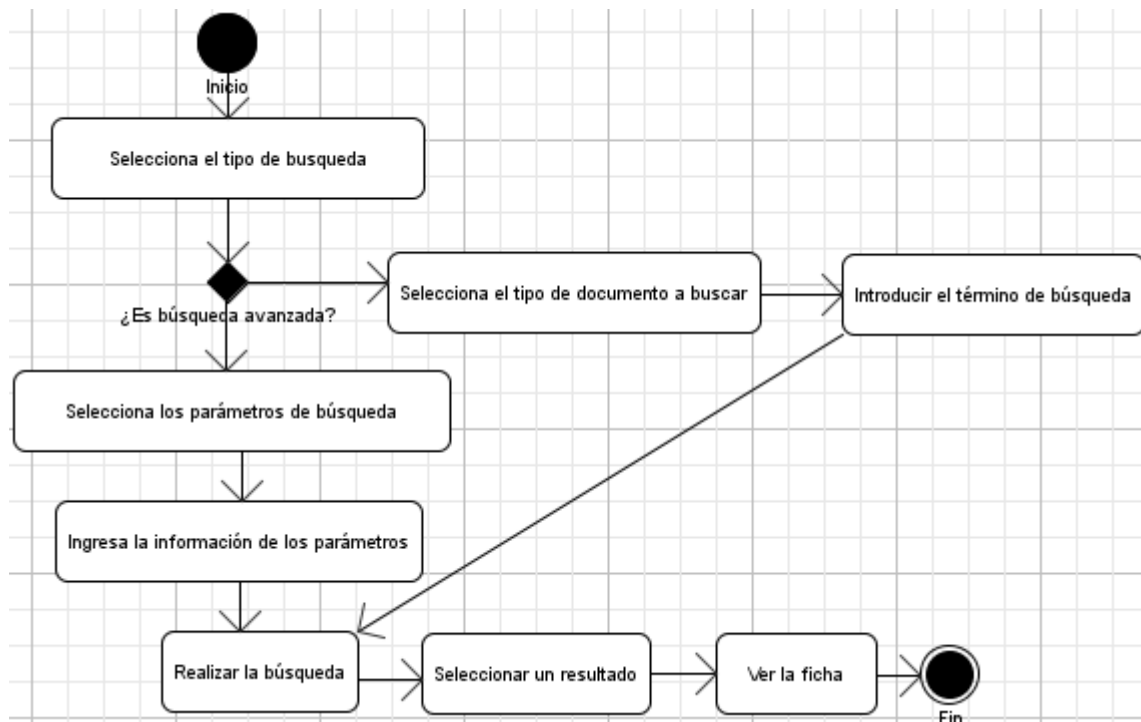 Inicio
Selecciona el tipo de busqueda
Selecciona el tipo de documento a buscar
Introducir el término de búsqueda
¿Es búsqueda avanzada?
Selecciona los parámetros de búsqueda
Ingresa la información de los parámetros
Realizar la búsqueda
Seleccionar un resultado
Ver la ficha
Fin